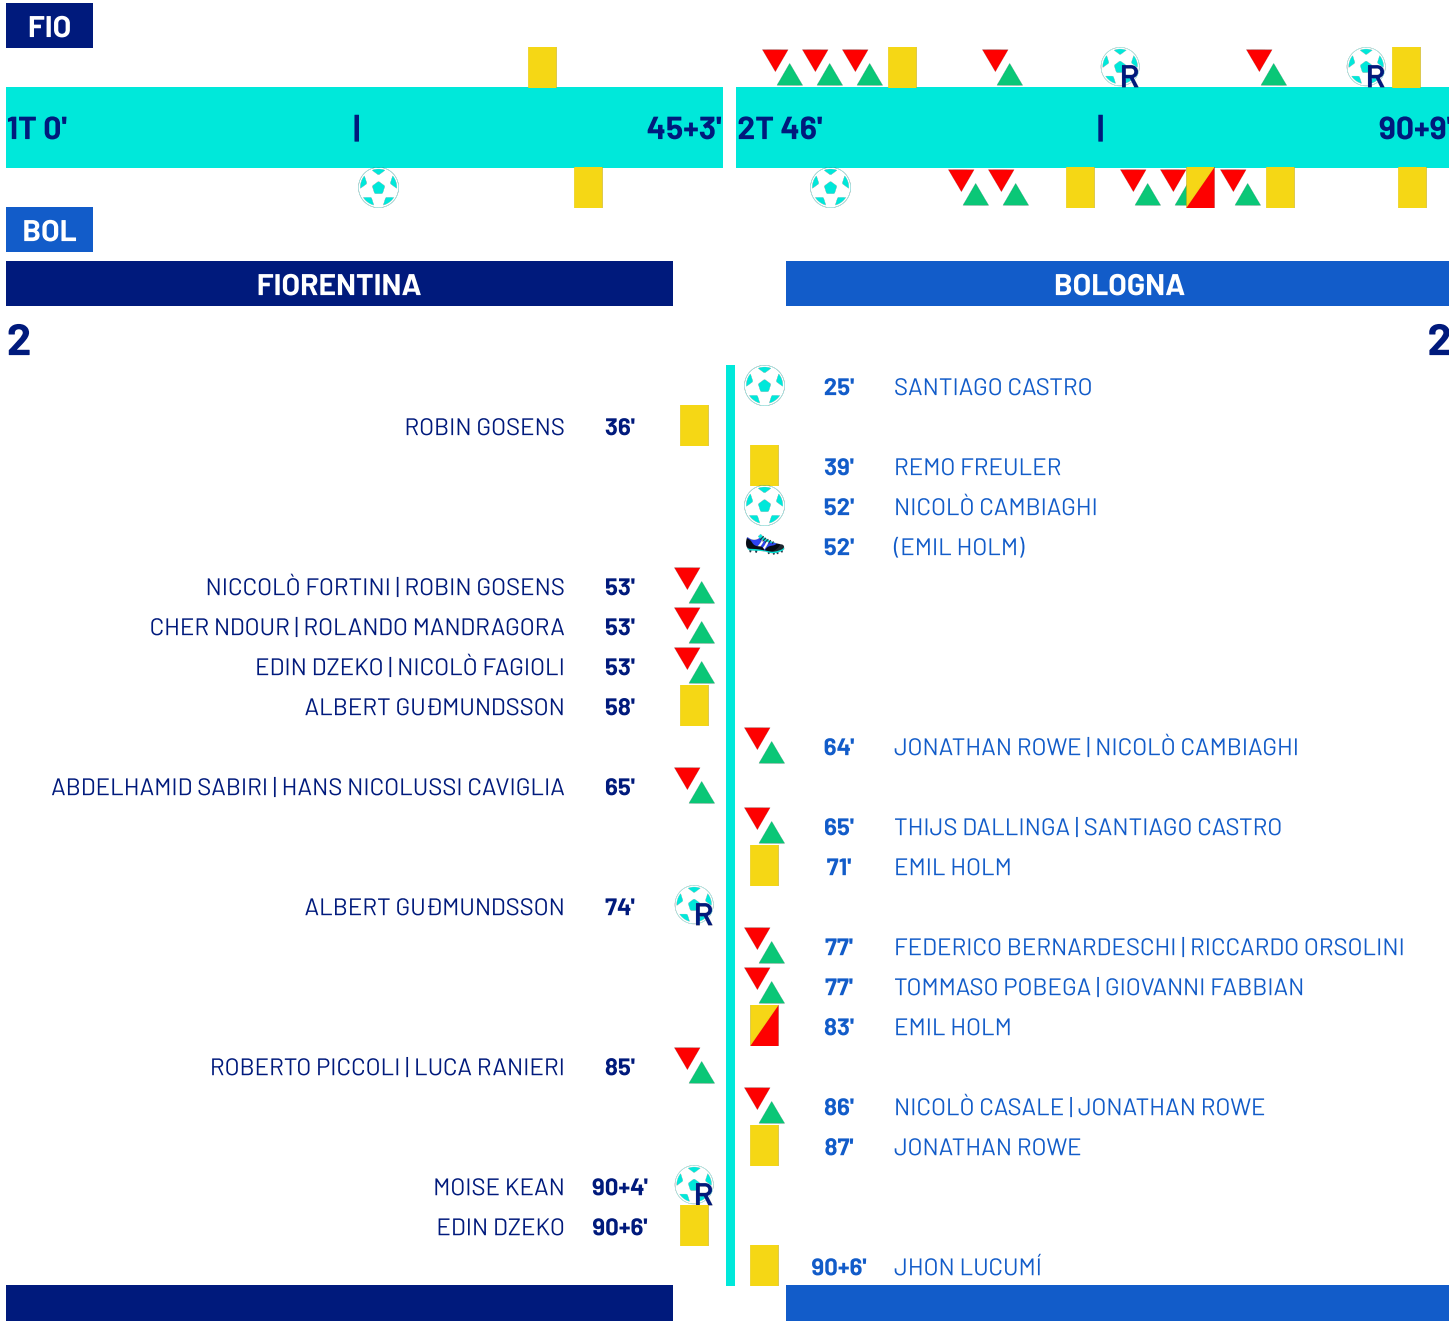 FIO
1T 0' | 45+3' 2T 46' | 90+9'
BOL
FIORENTINA BOLOGNA
2 2
25' SANTIAGO CASTRO
ROBIN GOSENS 36'
39' REMO FREULER
52' NICOLÒ CAMBIAGHI
52' (EMIL HOLM)
NICCOLÒ FORTINI | ROBIN GOSENS 53'
CHER NDOUR | ROLANDO MANDRAGORA 53'
EDIN DZEKO | NICOLÒ FAGIOLI 53'
ALBERT GUÐMUNDSSON 58'
64' JONATHAN ROWE | NICOLÒ CAMBIAGHI
ABDELHAMID SABIRI | HANS NICOLUSSI CAVIGLIA 65'
65' THIJS DALLINGA | SANTIAGO CASTRO
71' EMIL HOLM
ALBERT GUÐMUNDSSON 74' R
77' FEDERICO BERNARDESCHI | RICCARDO ORSOLINI
77' TOMMASO POBEGA | GIOVANNI FABBIAN
83' EMIL HOLM
ROBERTO PICCOLI | LUCA RANIERI 85'
86' NICOLÒ CASALE | JONATHAN ROWE
87' JONATHAN ROWE
MOISE KEAN 90+4' R
EDIN DZEKO 90+6'
90+6' JHON LUCUMÍ